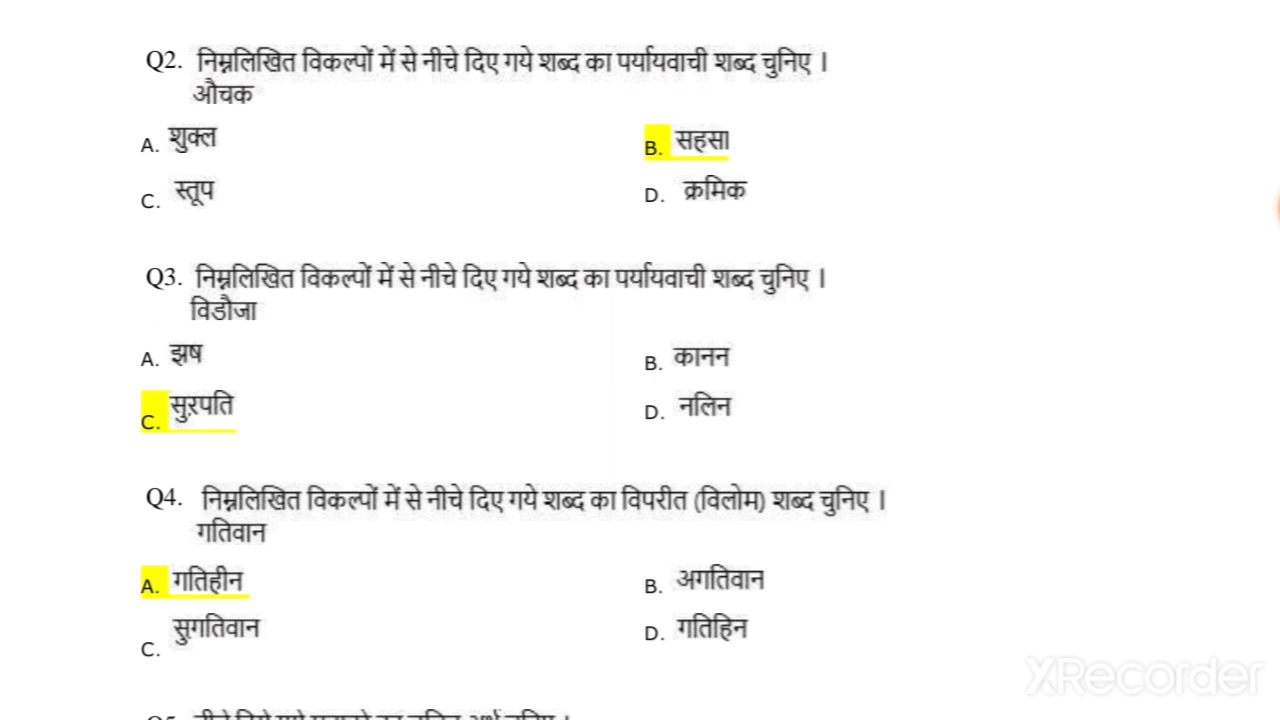 Q2. निम्नलिखित विकल्पों में से नीचे दिए गये शब्द का पर्यायवाची शब्द चुनिए ।
औचक
A. शुक्ल
B. सहसा
C. स्तूप
D. क्रमिक
Q3. निम्नलिखित विकल्पों में से नीचे दिए गये शब्द का पर्यायवाची शब्द चुनिए ।
विडौजा
A. झष
B. कानन
C. सुरपति
D. नलिन
Q4. निम्नलिखित विकल्पों में से नीचे दिए गये शब्द का विपरीत (विलोम) शब्द चुनिए ।
गतिवान
A. गतिहीन
B. अगतिवान
C. सुगतिवान
D. गतिहिन
XRecorder